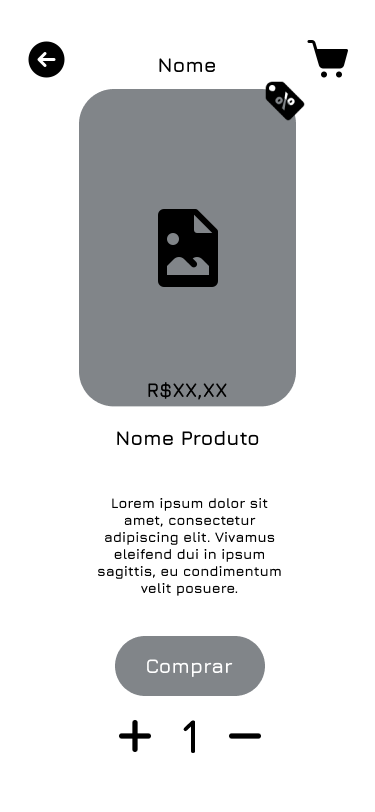 Nome
%
R$XX,XX
Nome Produto
Lorem ipsum dolor sit
amet, consectetur
adipiscing elit. Vivamus
eleifend dui in ipsum
sagittis, eu condimentum
velit posuere.
Comprar
+ 1 −